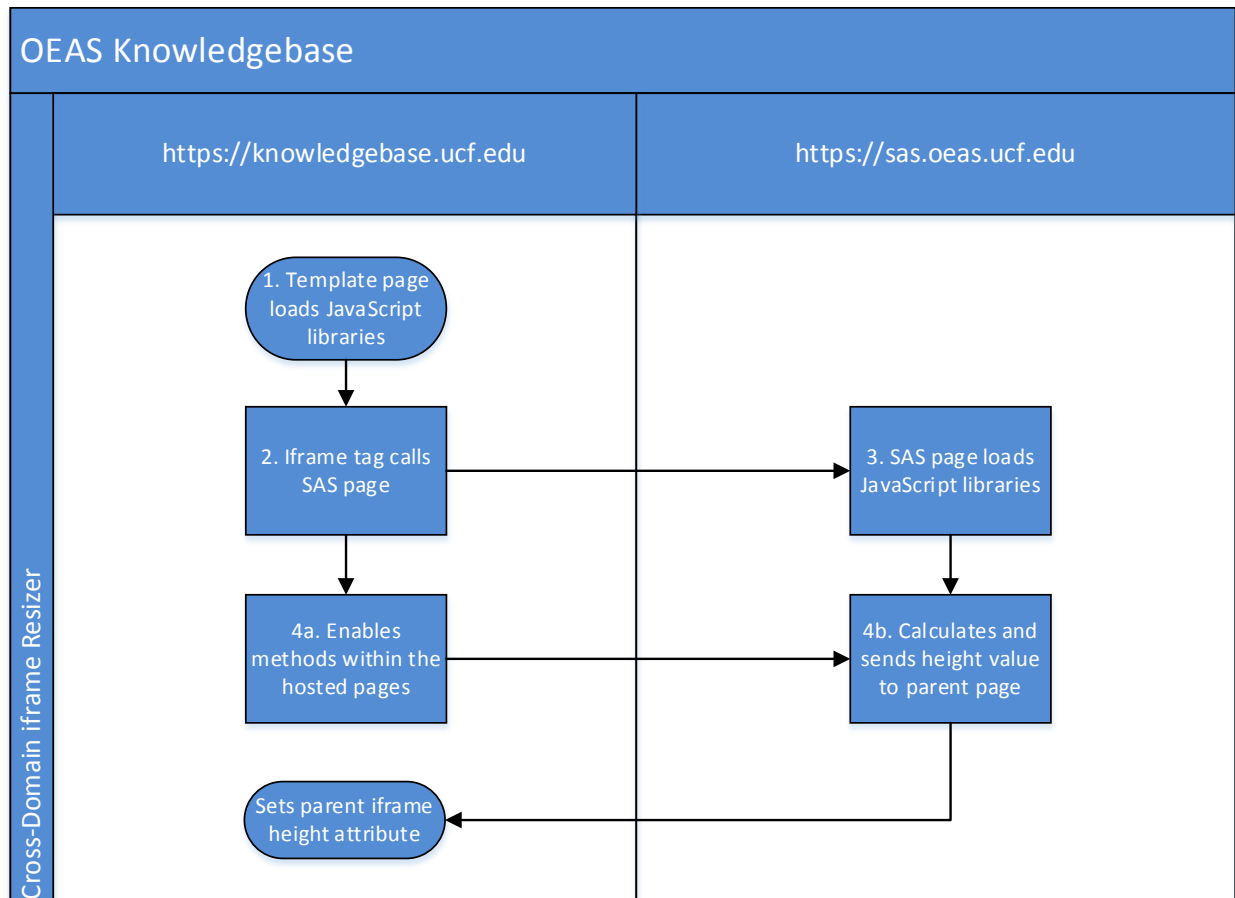 OEAS Knowledgebase
https://knowledgebase.ucf.edu
https://sas.oeas.ucf.edu
Cross-Domain iframe Resizer
1. Template page
loads JavaScript
libraries
2. Iframe tag calls
SAS page
3. SAS page loads
JavaScript libraries
4a. Enables
methods within the
hosted pages
4b. Calculates and
sends height value
to parent page
Sets parent iframe
height attribute